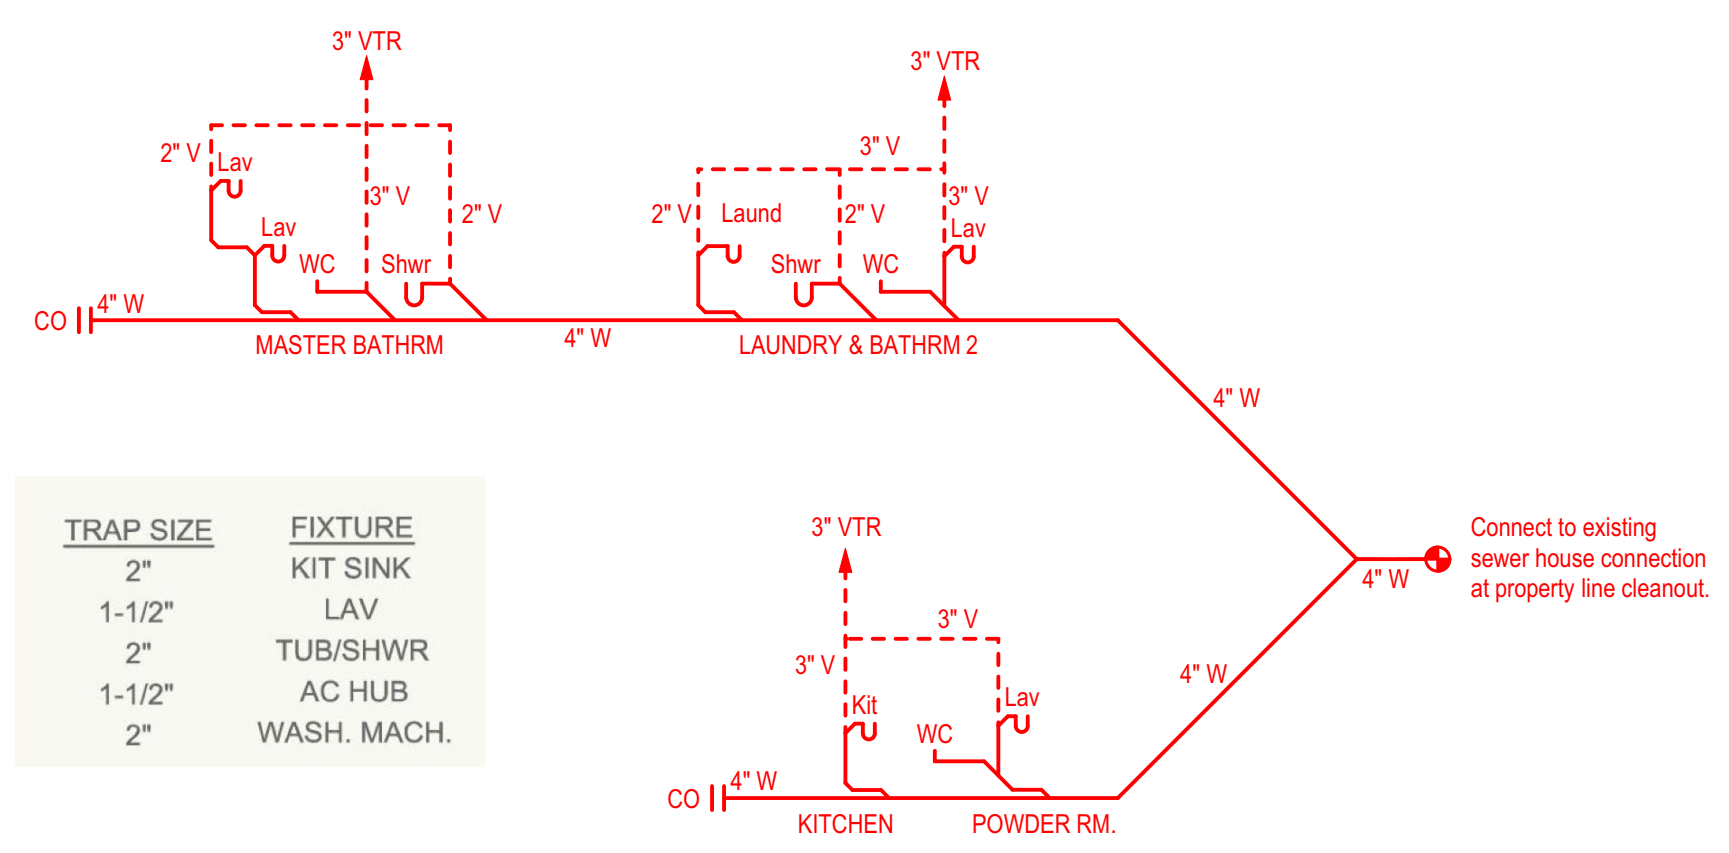 3" VTR
3" VTR
2" V
Lav
3" V
3" V
2" V
3" V
2" V
Laund
2" V
Lav
Lav
WC
Shwr
Shwr
WC
CO
4" W
4" W
MASTER BATHRM
LAUNDRY & BATHRM 2
4" W
TRAP SIZE FIXTURE
2" KIT SINK
1-1/2" LAV
2" TUB/SHWR
1-1/2" AC HUB
2" WASH. MACH.
3" VTR
Connect to existing
sewer house connection
at property line cleanout.
4" W
3" V
3" V
4" W
Kit
Lav
WC
CO
4" W
KITCHEN
POWDER RM.